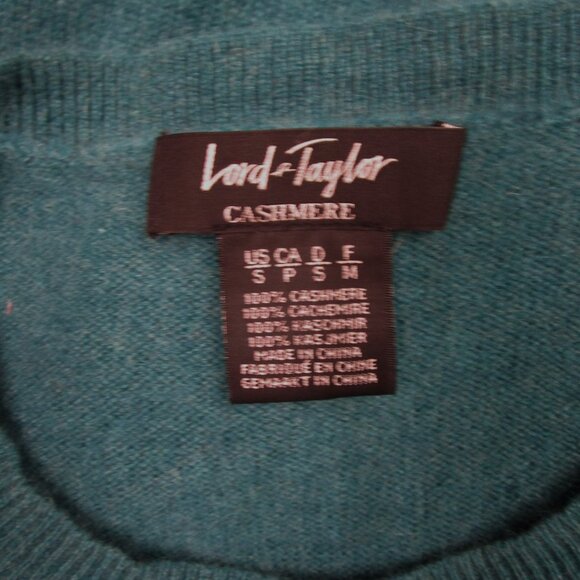 Lord & Taylor
CASHMERE
US CA D F
S P S M
100% CASHMERE
100% CACHEMIRE
100% KASCHMIR
100% KASJMIER
MADE IN CHINA
FABRIQUÉ EN CHINE
GEMAAKT IN CHINA